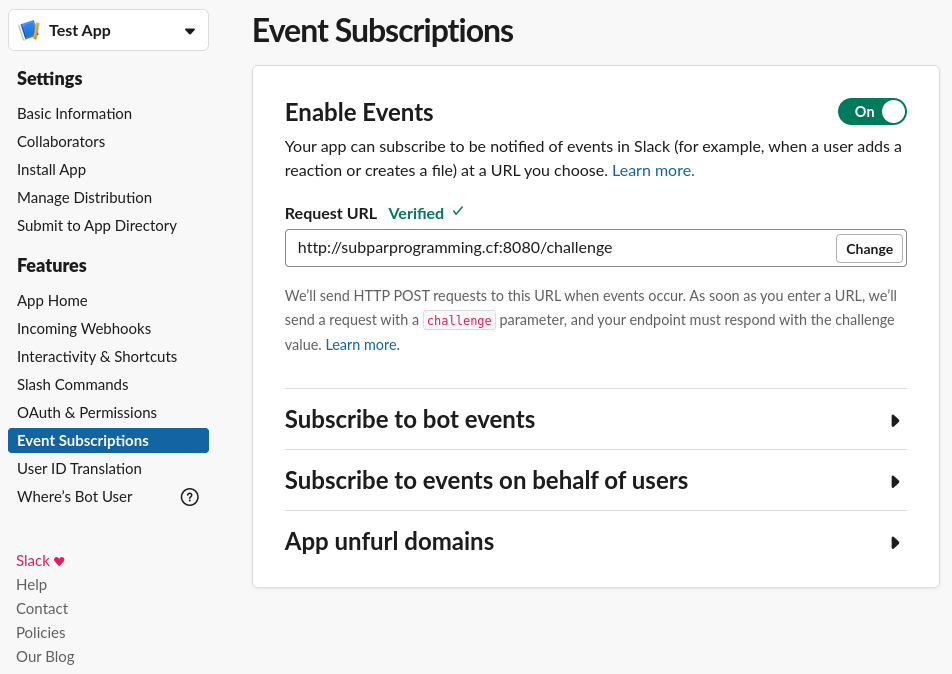 Test App
Settings
Basic Information
Collaborators
Install App
Manage Distribution
Submit to App Directory
Features
App Home
Incoming Webhooks
Interactivity & Shortcuts
Slash Commands
OAuth & Permissions
Event Subscriptions
User ID Translation
Where's Bot User ?
Slack ♥
Help
Contact
Policies
Our Blog
Event Subscriptions
Enable Events On
Your app can subscribe to be notified of events in Slack (for example, when a user adds a
reaction or creates a file) at a URL you choose. Learn more.
Request URL Verified ✓
http://subparprogramming.cf:8080/challenge Change
We'll send HTTP POST requests to this URL when events occur. As soon as you enter a URL, we'll
send a request with a challenge parameter, and your endpoint must respond with the challenge
value. Learn more.
Subscribe to bot events
Subscribe to events on behalf of users
App unfurl domains